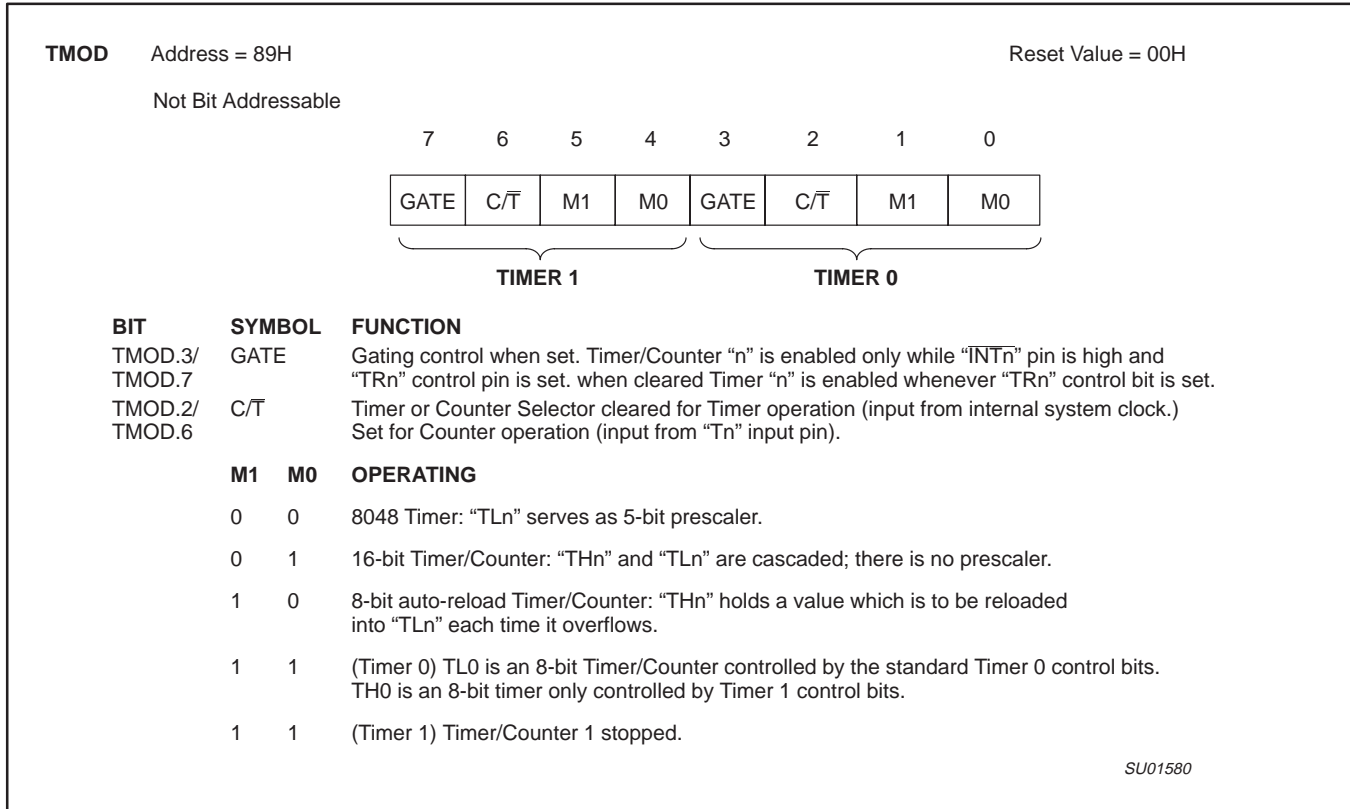 TMOD Address = 89H Reset Value = 00H
Not Bit Addressable
7 6 5 4 3 2 1 0
GATE C/T̅ M1 M0 GATE C/T̅ M1 M0
TIMER 1 TIMER 0
BIT SYMBOL FUNCTION
TMOD.3/ GATE Gating control when set. Timer/Counter “n” is enabled only while “I̅N̅T̅n̅” pin is high and
TMOD.7 “TRn” control pin is set. when cleared Timer “n” is enabled whenever “TRn” control bit is set.
TMOD.2/ C/T̅ Timer or Counter Selector cleared for Timer operation (input from internal system clock.)
TMOD.6 Set for Counter operation (input from “Tn” input pin).
M1 M0 OPERATING
0 0 8048 Timer: “TLn” serves as 5-bit prescaler.
0 1 16-bit Timer/Counter: “THn” and “TLn” are cascaded; there is no prescaler.
1 0 8-bit auto-reload Timer/Counter: “THn” holds a value which is to be reloaded
into “TLn” each time it overflows.
1 1 (Timer 0) TL0 is an 8-bit Timer/Counter controlled by the standard Timer 0 control bits.
TH0 is an 8-bit timer only controlled by Timer 1 control bits.
1 1 (Timer 1) Timer/Counter 1 stopped.
SU01580